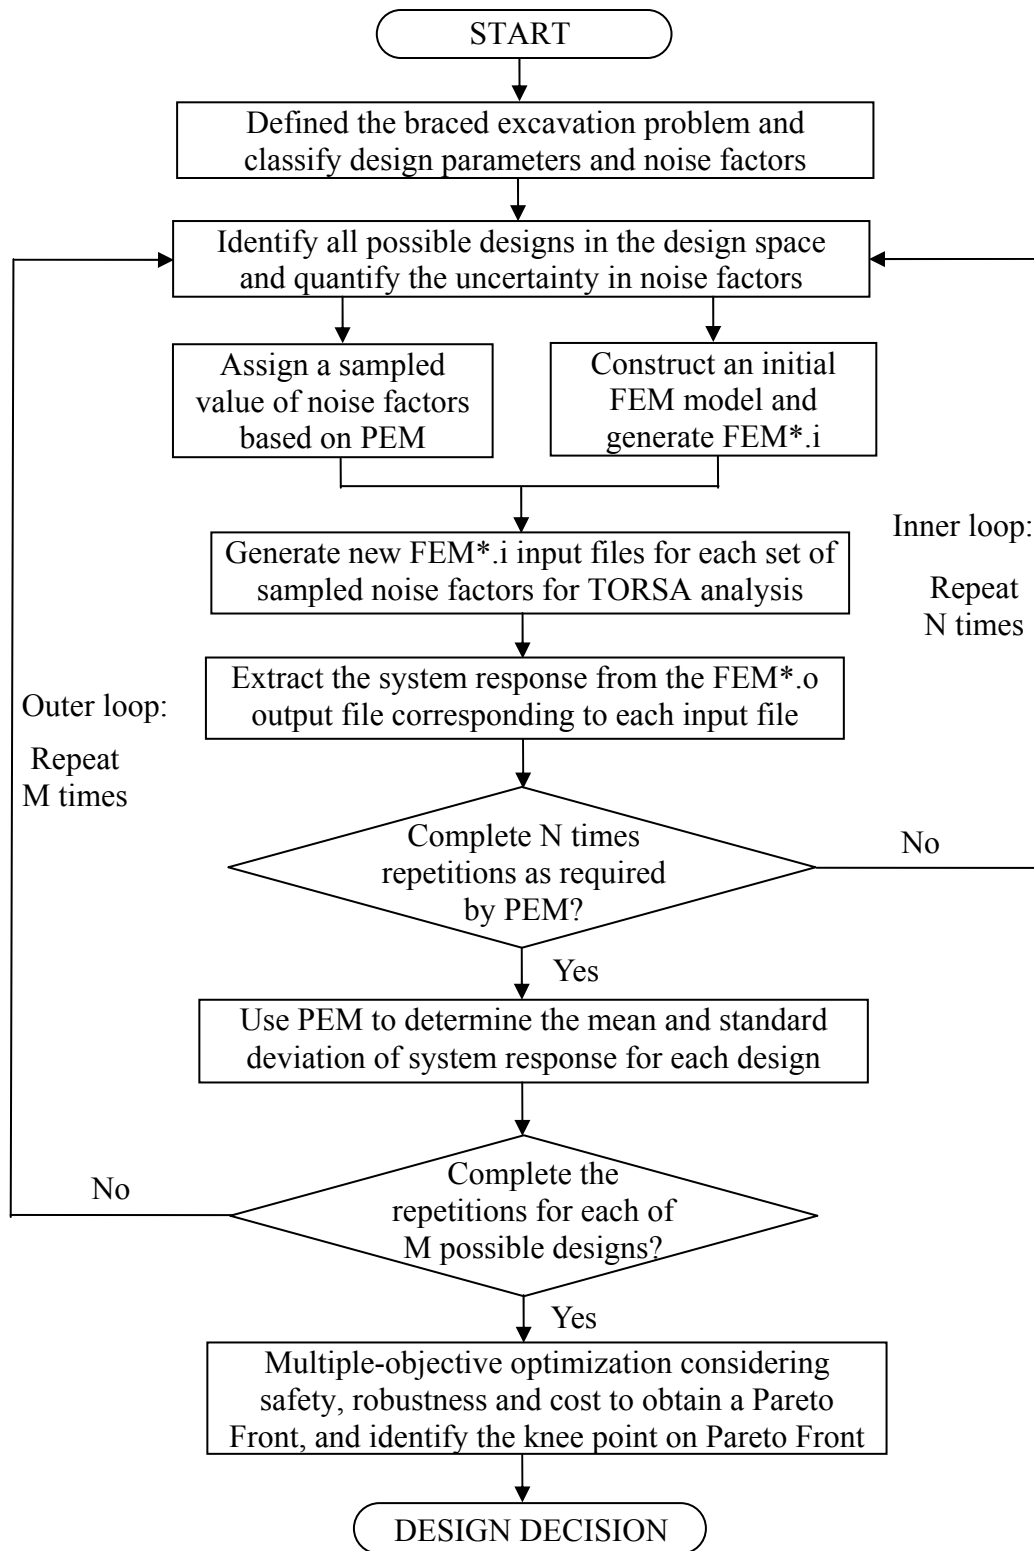 START
Defined the braced excavation problem and
classify design parameters and noise factors
Identify all possible designs in the design space
and quantify the uncertainty in noise factors
Assign a sampled
value of noise factors
based on PEM
Construct an initial
FEM model and
generate FEM*.i
Inner loop:
Repeat
N times
Generate new FEM*.i input files for each set of
sampled noise factors for TORSA analysis
Extract the system response from the FEM*.o
output file corresponding to each input file
Outer loop:
Repeat
M times
Complete N times
repetitions as required
by PEM?
No
Yes
Use PEM to determine the mean and standard
deviation of system response for each design
Complete the
repetitions for each of
M possible designs?
No
Yes
Multiple-objective optimization considering
safety, robustness and cost to obtain a Pareto
Front, and identify the knee point on Pareto Front
DESIGN DECISION